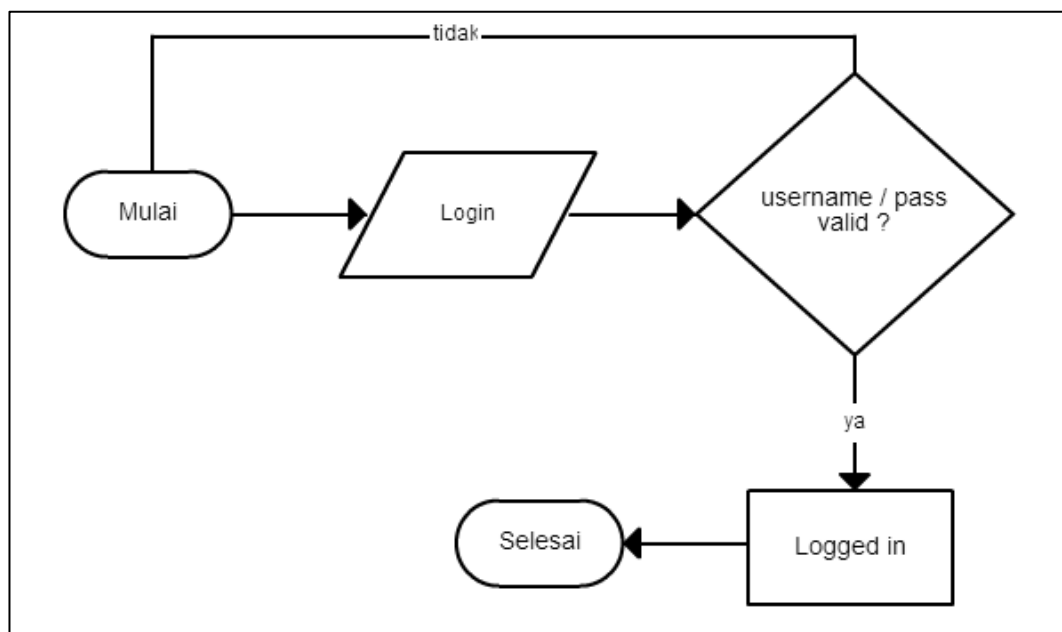 tidak
Mulai
Login
username / pass
valid ?
ya
Selesai
Logged in